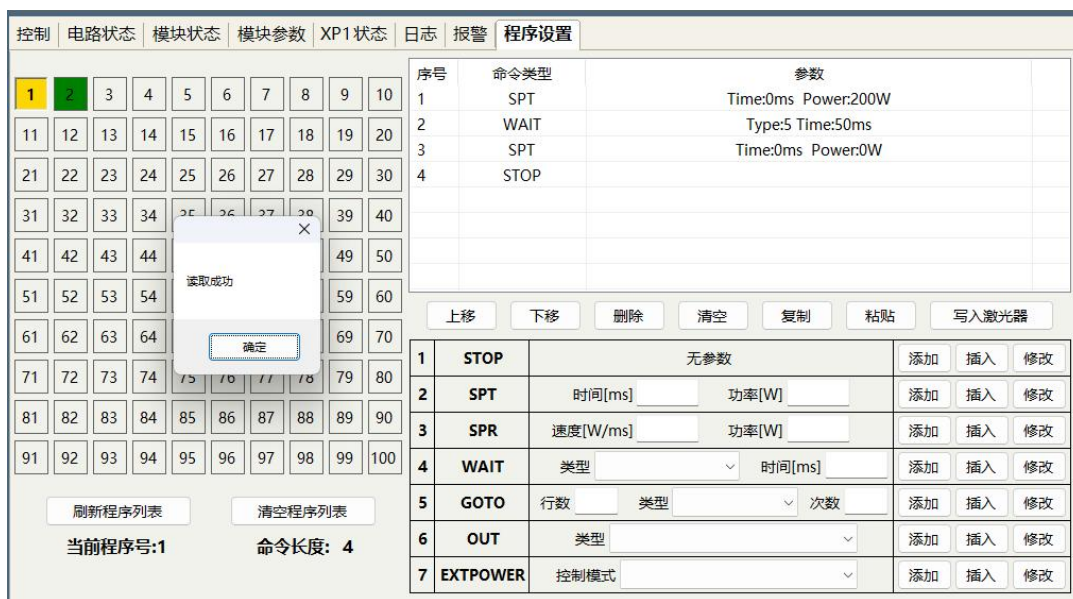 控制 电路状态 模块状态 模块参数 XP1状态 日志 报警 程序设置
1 2 3 4 5 6 7 8 9 10
11 12 13 14 15 16 17 18 19 20
21 22 23 24 25 26 27 28 29 30
31 32 33 34 39 40
41 42 43 44 49 50
51 52 53 54 59 60
61 62 63 64 69 70
71 72 73 74 75 76 77 78 79 80
81 82 83 84 85 86 87 88 89 90
91 92 93 94 95 96 97 98 99 100
读取成功
确定
刷新程序列表 清空程序列表
当前程序号:1 命令长度: 4
序号 命令类型 参数
1 SPT Time:0ms Power:200W
2 WAIT Type:5 Time:50ms
3 SPT Time:0ms Power:0W
4 STOP
上移 下移 删除 清空 复制 粘贴 写入激光器
1 STOP 无参数 添加 插入 修改
2 SPT 时间[ms] 功率[W] 添加 插入 修改
3 SPR 速度[W/ms] 功率[W] 添加 插入 修改
4 WAIT 类型 时间[ms] 添加 插入 修改
5 GOTO 行数 类型 次数 添加 插入 修改
6 OUT 类型 添加 插入 修改
7 EXTPOWER 控制模式 添加 插入 修改